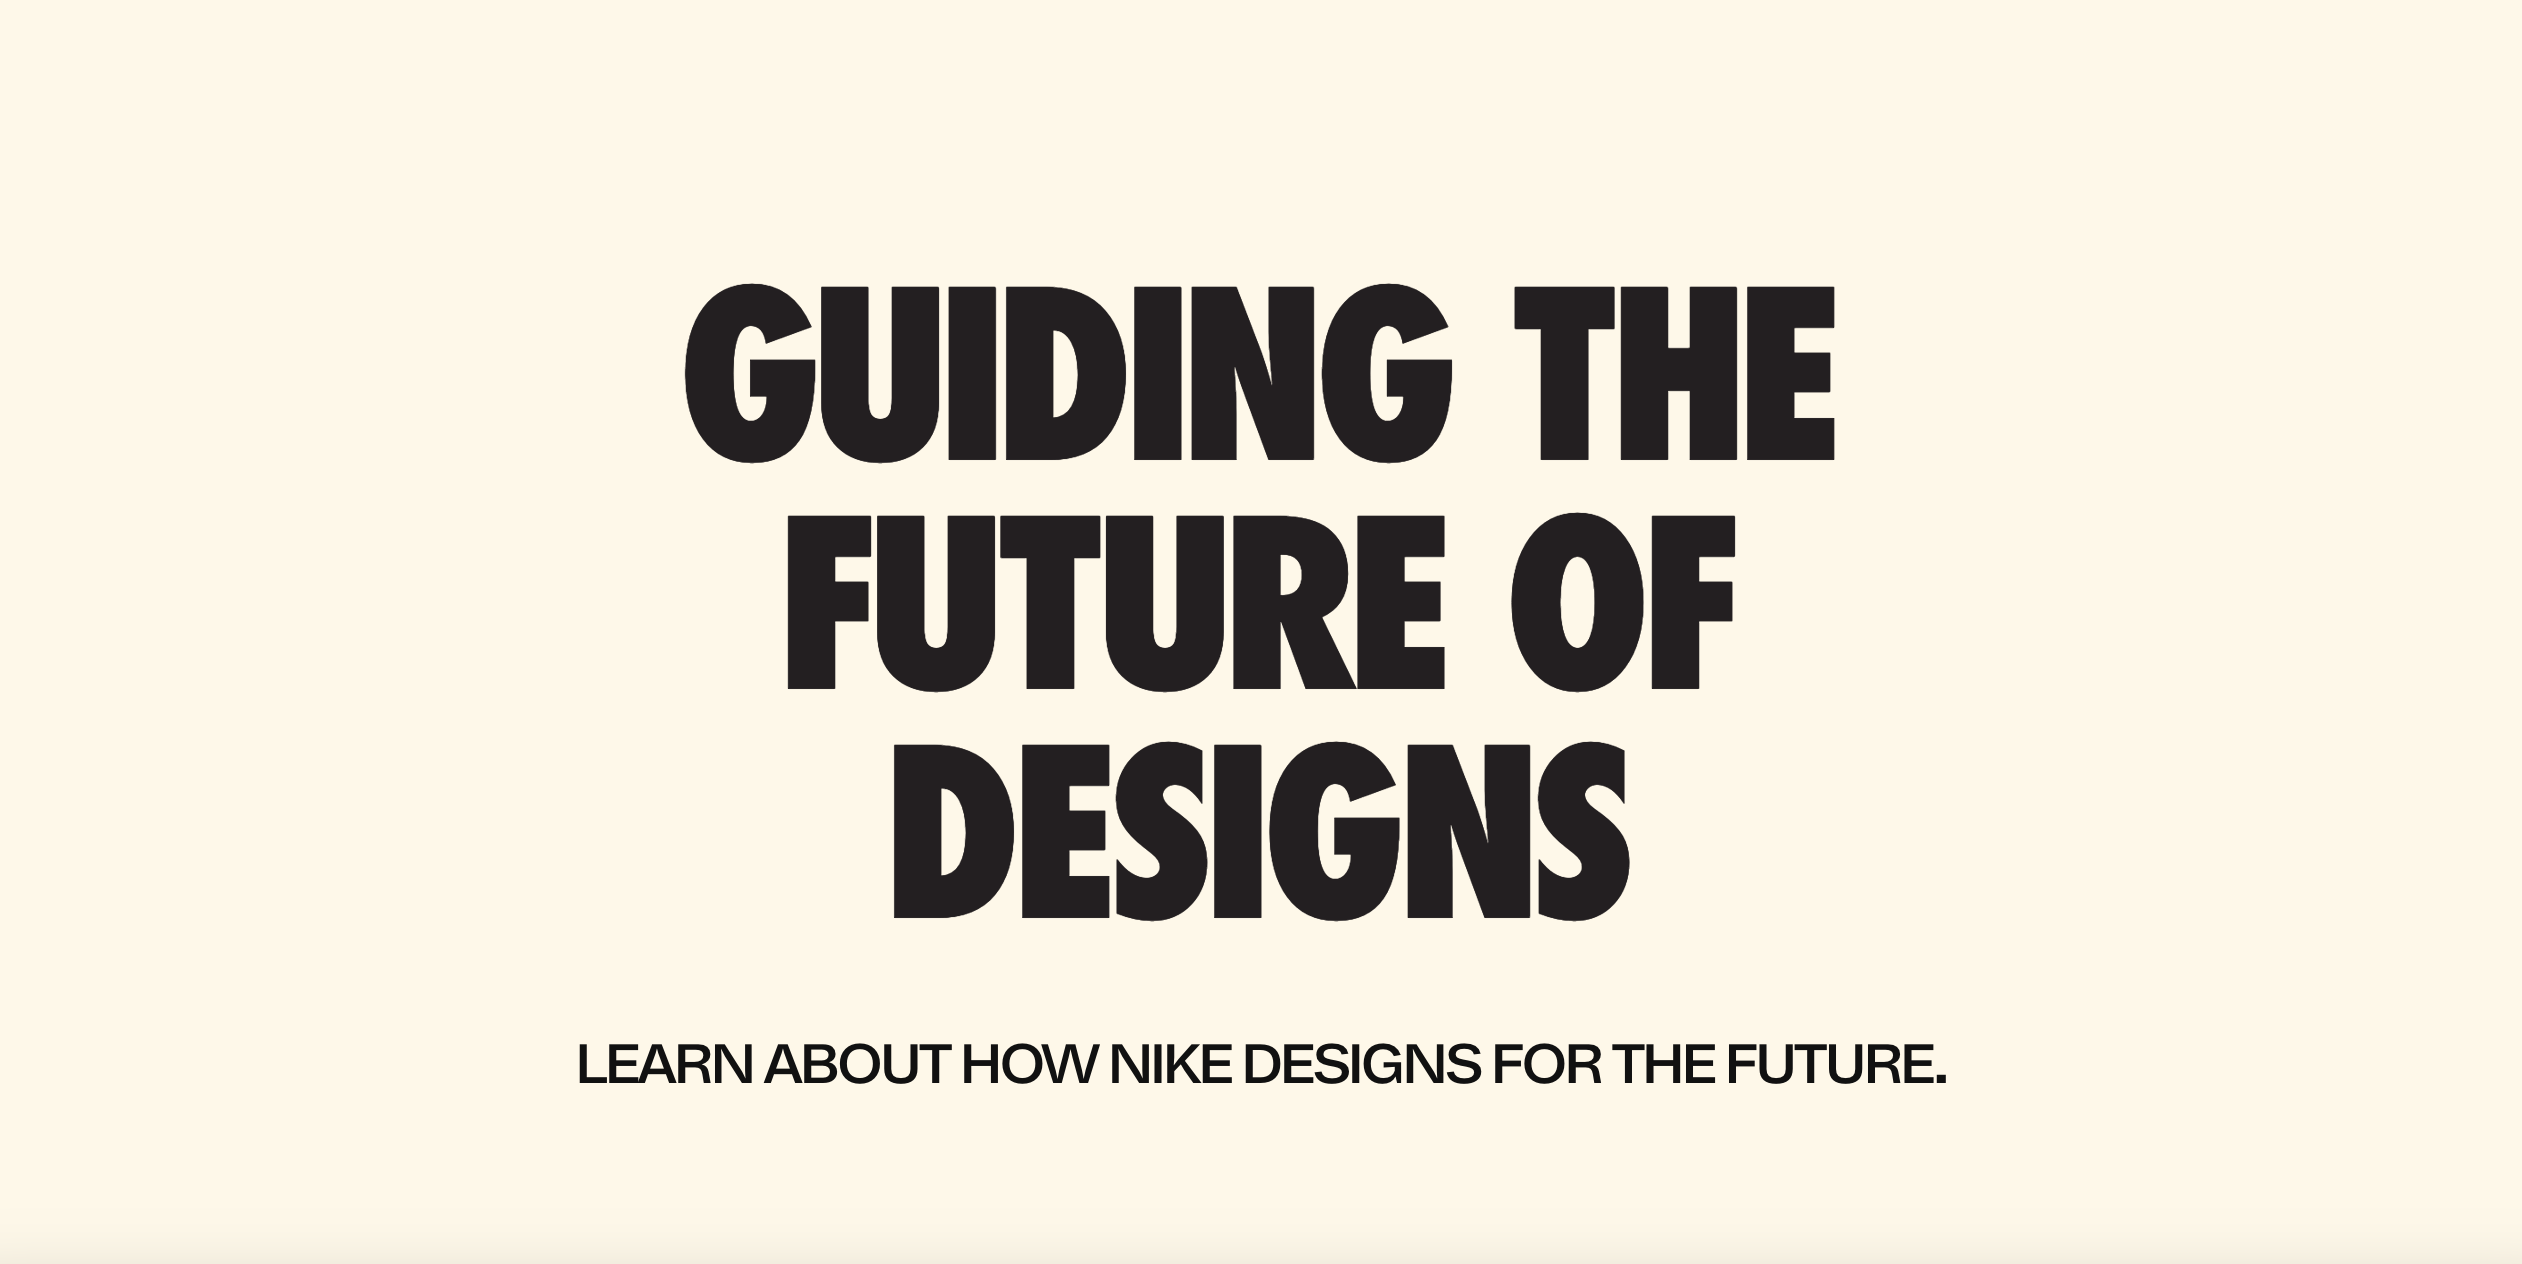 GUIDING THE
FUTURE OF
DESIGNS
LEARN ABOUT HOW NIKE DESIGNS FOR THE FUTURE.